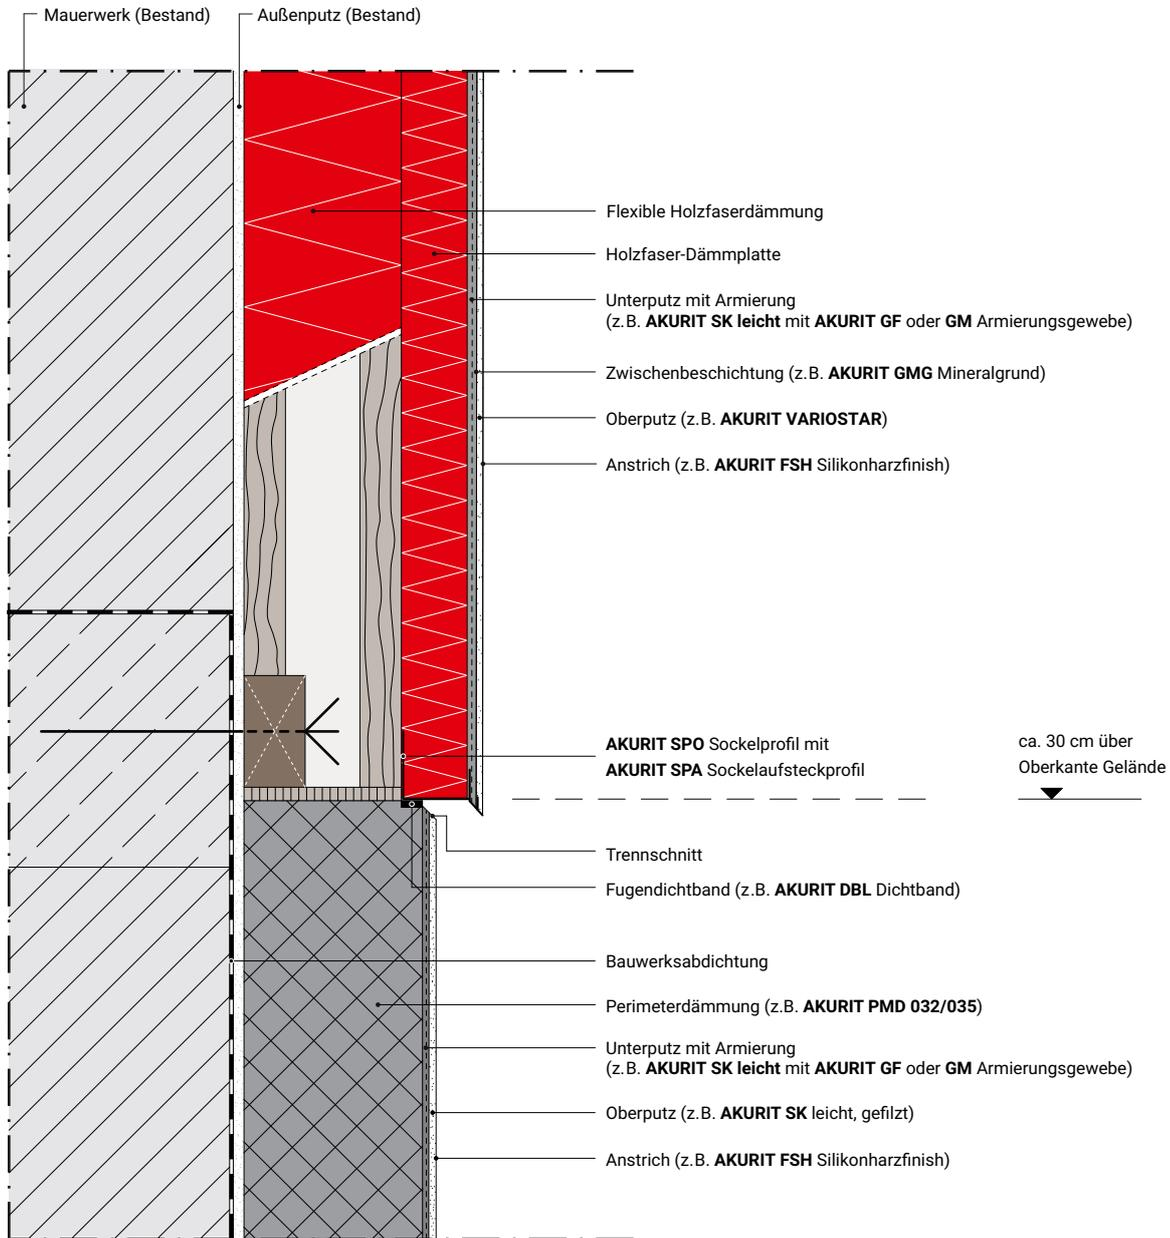 Mauerwerk (Bestand)
Außenputz (Bestand)
Flexible Holzfaserdämmung
Holzfaser-Dämmplatte
Unterputz mit Armierung
(z.B. AKURIT SK leicht mit AKURIT GF oder GM Armierungsgewebe)
Zwischenbeschichtung (z.B. AKURIT GMG Mineralgrund)
Oberputz (z.B. AKURIT VARIOSTAR)
Anstrich (z.B. AKURIT FSH Silikonharzfinish)
AKURIT SPO Sockelprofil mit
AKURIT SPA Sockelaufsteckprofil
ca. 30 cm über
Oberkante Gelände
Trennschnitt
Fugendichtband (z.B. AKURIT DBL Dichtband)
Bauwerksabdichtung
Perimeterdämmung (z.B. AKURIT PMD 032/035)
Unterputz mit Armierung
(z.B. AKURIT SK leicht mit AKURIT GF oder GM Armierungsgewebe)
Oberputz (z.B. AKURIT SK leicht, gefilzt)
Anstrich (z.B. AKURIT FSH Silikonharzfinish)